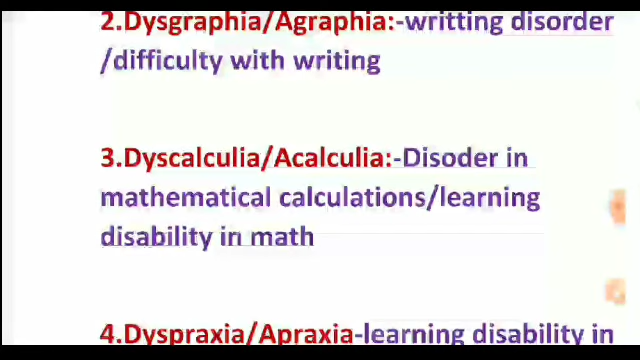 2.Dysgraphia/Agraphia:-writting disorder
/difficulty with writing
3.Dyscalculia/Acalculia:-Disoder in
mathematical calculations/learning
disability in math
4.Dyspraxia/Apraxia-learning disability in